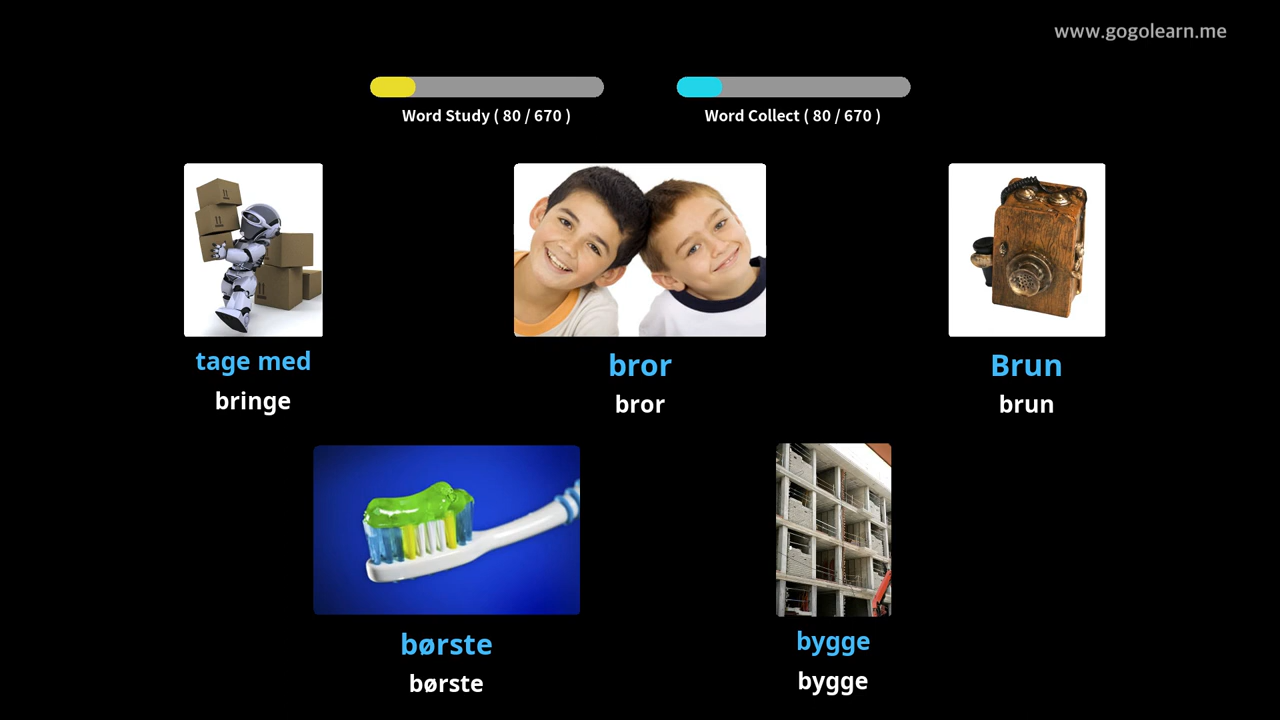 www.gogolearn.me
Word Study ( 80 / 670 )
Word Collect ( 80 / 670 )
tage med
bringe
bror
bror
Brun
brun
børste
børste
bygge
bygge